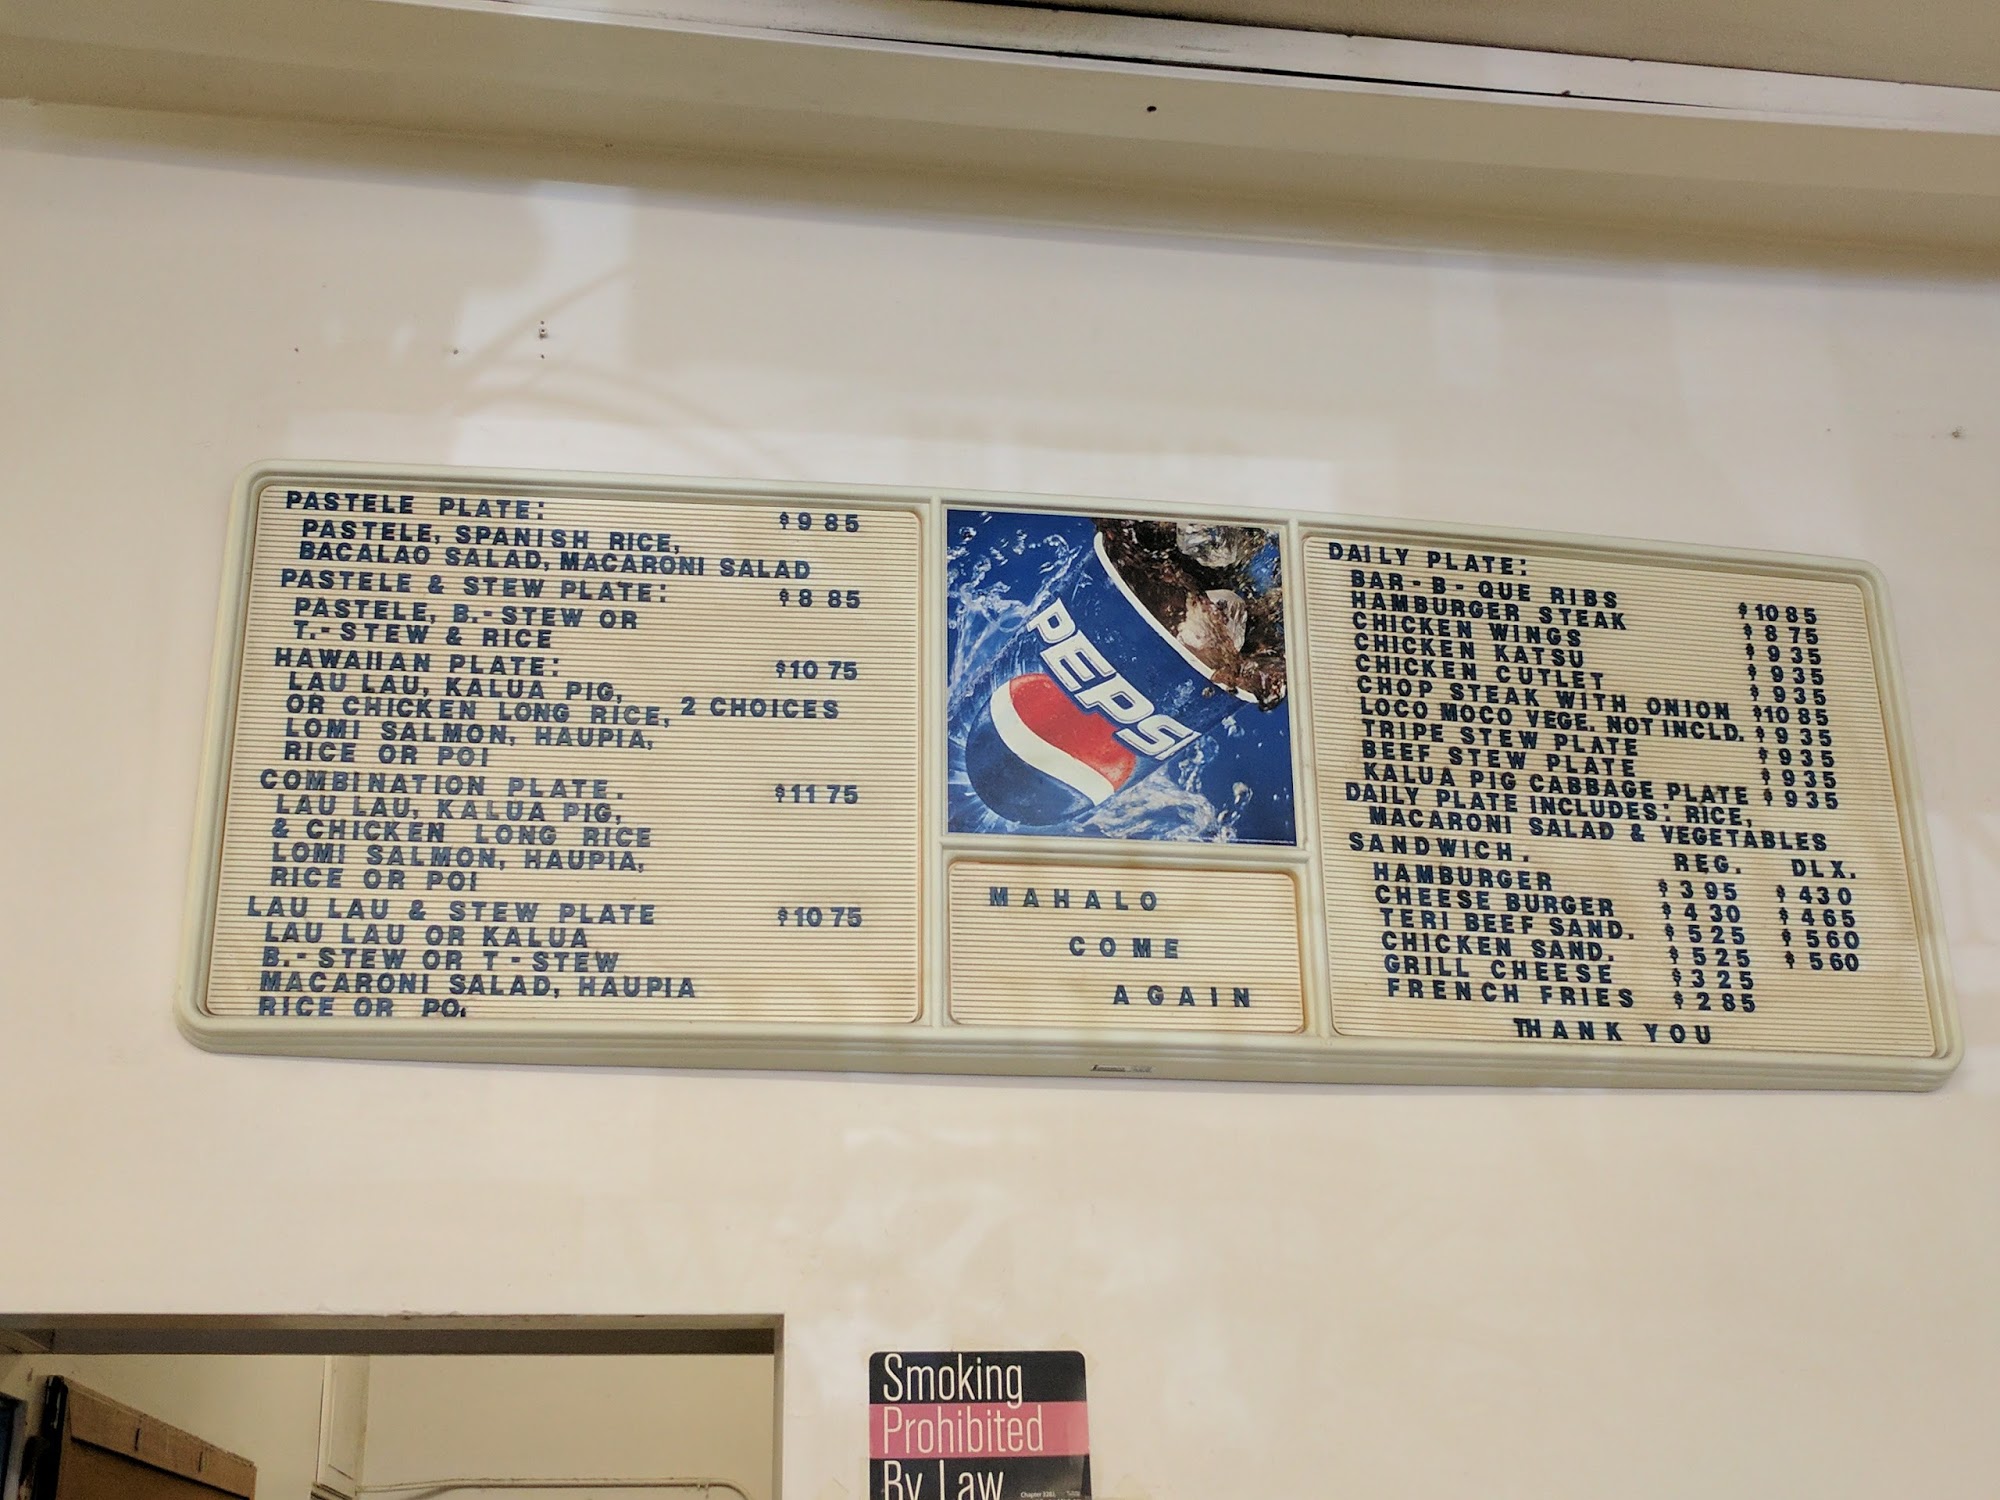 PASTELE PLATE: $9 85
PASTELE, SPANISH RICE,
BACALAO SALAD, MACARONI SALAD
PASTELE & STEW PLATE: $8 85
PASTELE, B.-STEW OR
T.-STEW & RICE
HAWAIIAN PLATE: $10 75
LAU LAU, KALUA PIG,
OR CHICKEN LONG RICE, 2 CHOICES
LOMI SALMON, HAUPIA,
RICE OR POI
COMBINATION PLATE. $11 75
LAU LAU, KALUA PIG,
& CHICKEN LONG RICE
LOMI SALMON, HAUPIA,
RICE OR POI
LAU LAU & STEW PLATE $10 75
LAU LAU OR KALUA
B.-STEW OR T-STEW
MACARONI SALAD, HAUPIA
RICE OR PO.
PEPSI
MAHALO
COME
AGAIN
DAILY PLATE:
BAR-B-QUE RIBS $10 85
HAMBURGER STEAK $8 75
CHICKEN WINGS $9 35
CHICKEN KATSU $9 35
CHICKEN CUTLET $9 35
CHOP STEAK WITH ONION $10 85
LOCO MOCO VEGE. NOT INCLD. $9 35
TRIPE STEW PLATE $9 35
BEEF STEW PLATE $9 35
KALUA PIG CABBAGE PLATE $9 35
DAILY PLATE INCLUDES: RICE,
MACARONI SALAD & VEGETABLES
SANDWICH. REG. DLX.
HAMBURGER $3 95 $4 30
CHEESE BURGER $4 30 $4 65
TERI BEEF SAND. $5 25 $5 60
CHICKEN SAND. $5 25 $5 60
GRILL CHEESE $3 25
FRENCH FRIES $2 85
THANK YOU
Smoking
Prohibited
By Law